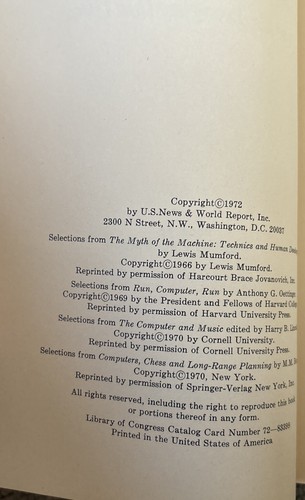 Copyright©1972
by U.S.News & World Report, Inc.
2300 N Street, N.W., Washington, D.C. 20037
Selections from The Myth of the Machine: Technics and Human
by Lewis Mumford.
Copyright©1966 by Lewis Mumford.
Reprinted by permission of Harcourt Brace Jovanovich, Inc.
Selections from Run, Computer, Run by Anthony G. Oettinger
Copyright©1969 by the President and Fellows of Harvard
Reprinted by permission of Harvard University Press.
Selections from The Computer and Music edited by Harry B.
Copyright©1970 by Cornell University.
Reprinted by permission of Cornell University Press.
Selections from Computers, Chess and Long-Range Planning by M.M.
Copyright©1970, New York.
Reprinted by permission of Springer-Verlag New York, Inc.
All rights reserved, including the right to reproduce this book
or portions thereof in any form.
Library of Congress Catalog Card Number 72-83399
Printed in the United States of America